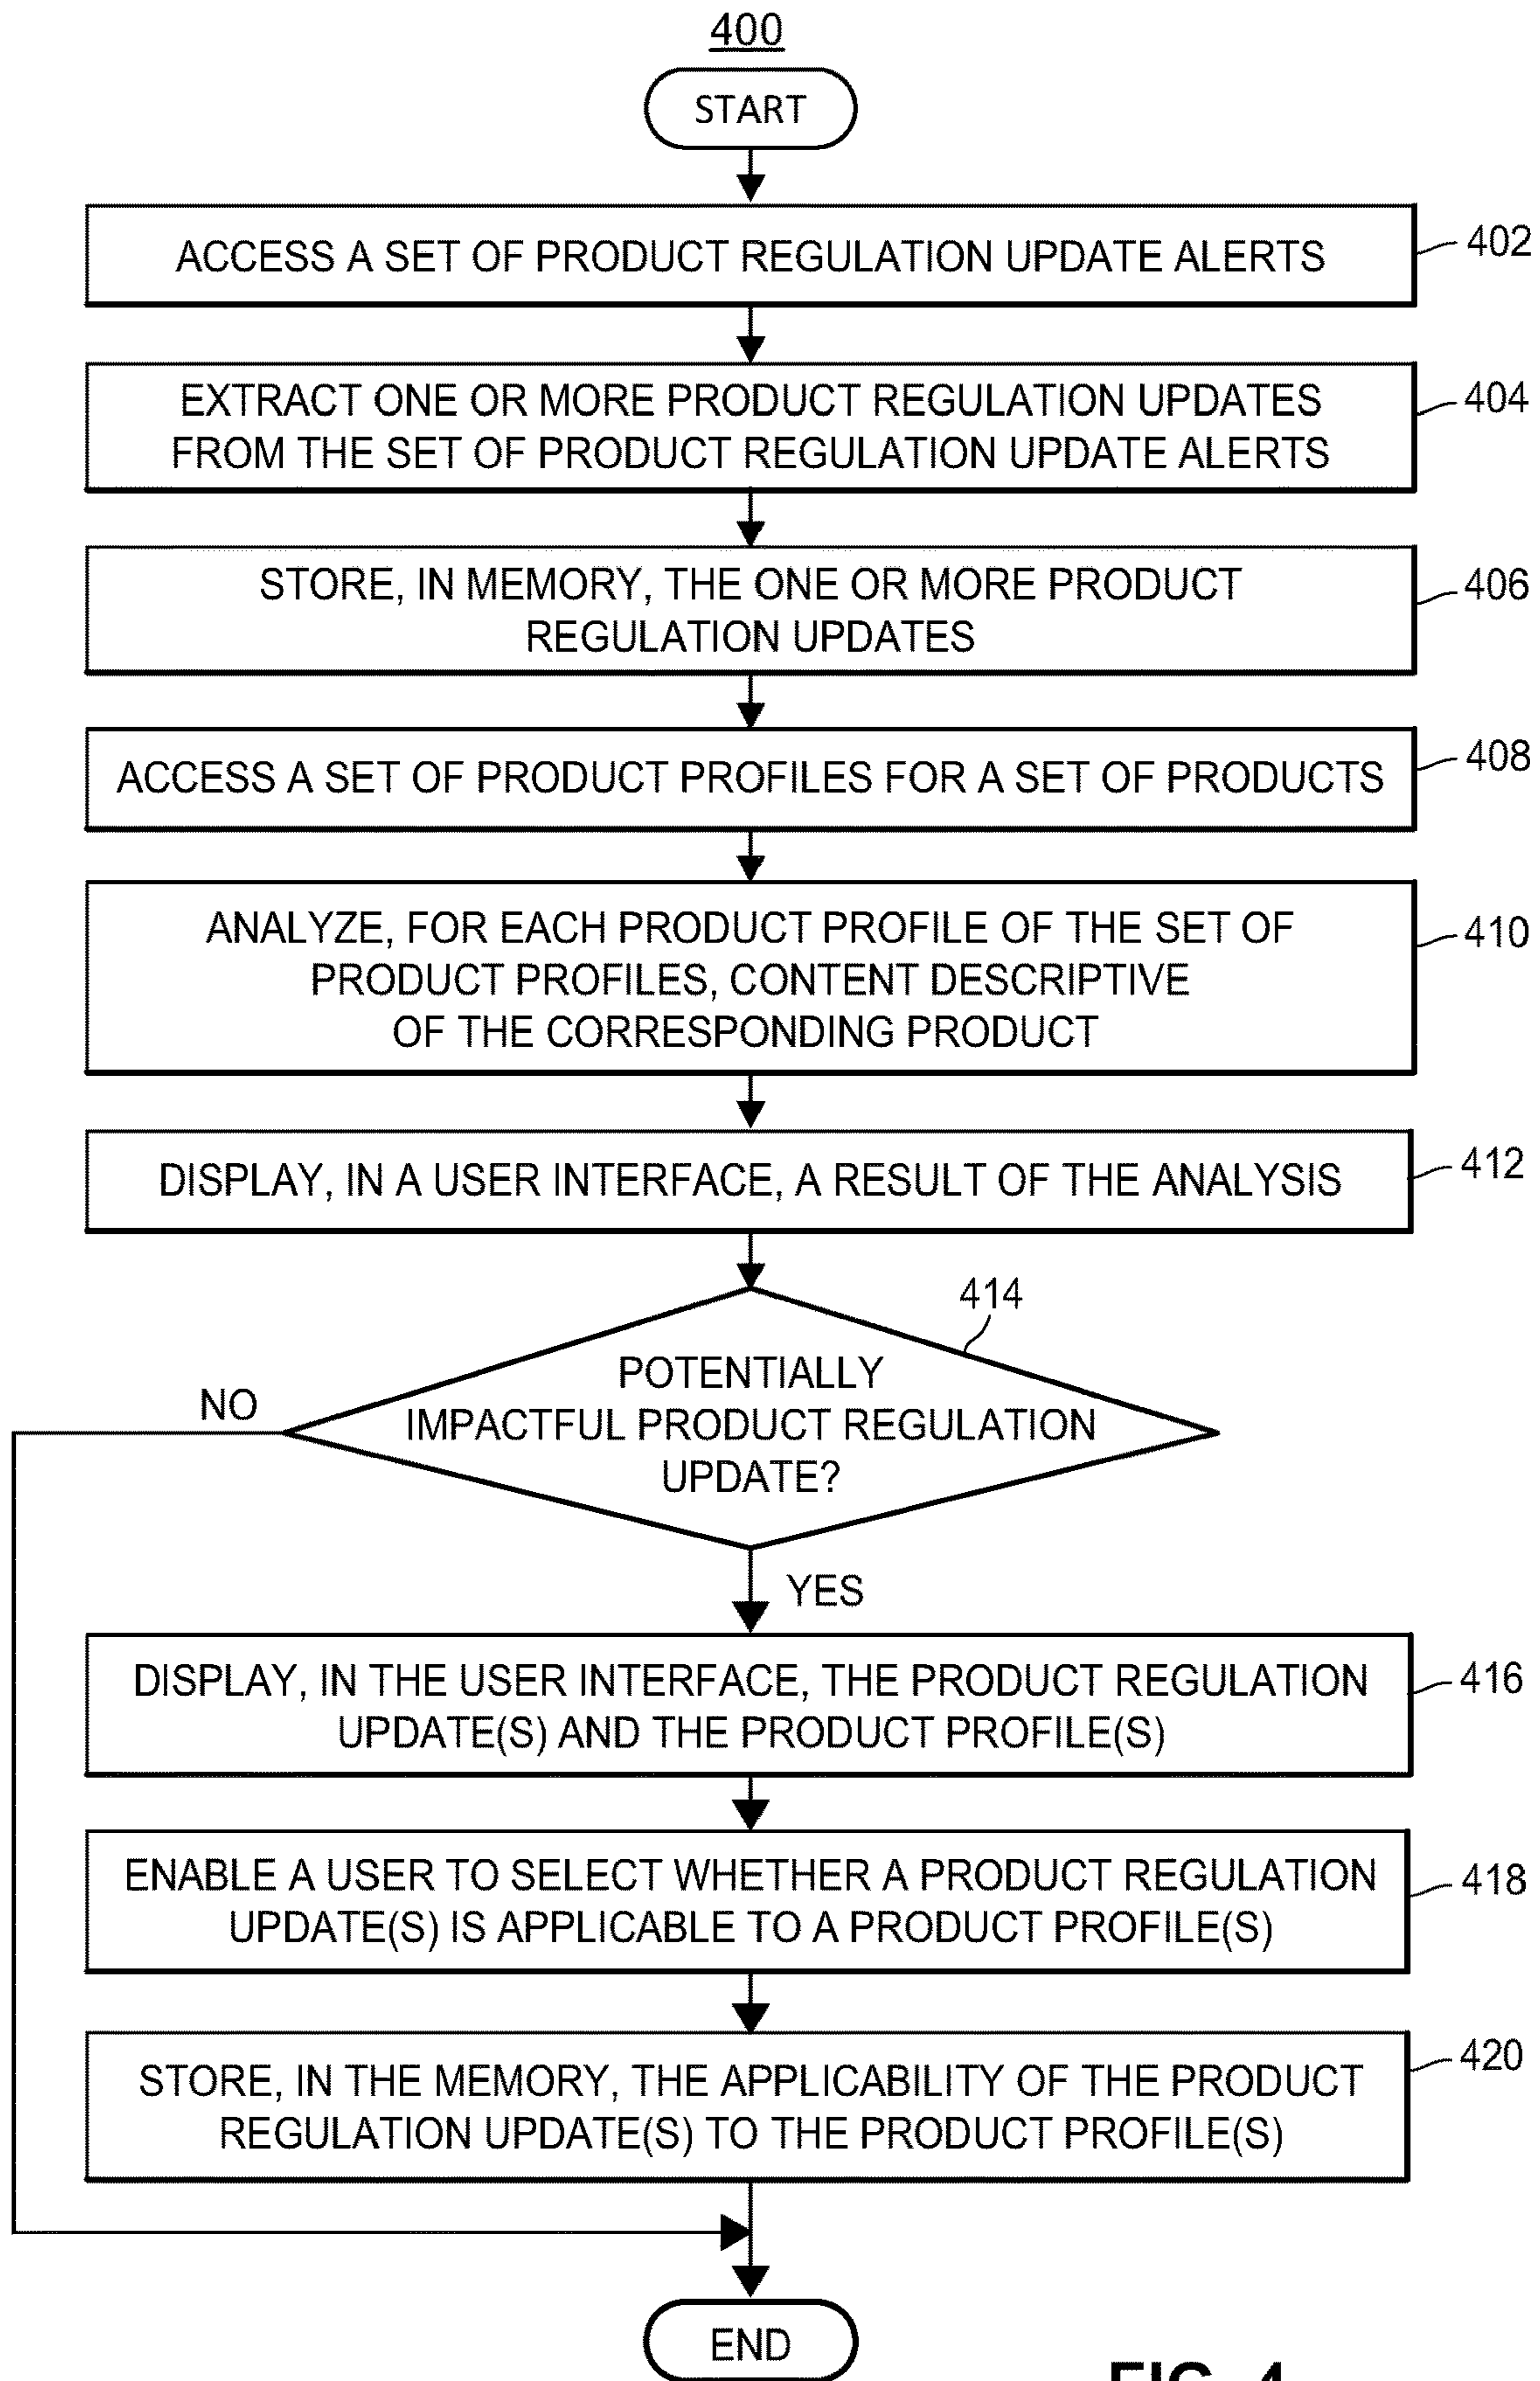 400
START
ACCESS A SET OF PRODUCT REGULATION UPDATE ALERTS
402
EXTRACT ONE OR MORE PRODUCT REGULATION UPDATES
FROM THE SET OF PRODUCT REGULATION UPDATE ALERTS
404
STORE, IN MEMORY, THE ONE OR MORE PRODUCT
REGULATION UPDATES
406
ACCESS A SET OF PRODUCT PROFILES FOR A SET OF PRODUCTS
408
ANALYZE, FOR EACH PRODUCT PROFILE OF THE SET OF
PRODUCT PROFILES, CONTENT DESCRIPTIVE
OF THE CORRESPONDING PRODUCT
410
DISPLAY, IN A USER INTERFACE, A RESULT OF THE ANALYSIS
412
414
POTENTIALLY
IMPACTFUL PRODUCT REGULATION
UPDATE?
NO
YES
DISPLAY, IN THE USER INTERFACE, THE PRODUCT REGULATION
UPDATE(S) AND THE PRODUCT PROFILE(S)
416
ENABLE A USER TO SELECT WHETHER A PRODUCT REGULATION
UPDATE(S) IS APPLICABLE TO A PRODUCT PROFILE(S)
418
STORE, IN THE MEMORY, THE APPLICABILITY OF THE PRODUCT
REGULATION UPDATE(S) TO THE PRODUCT PROFILE(S)
420
END
FIG. 4